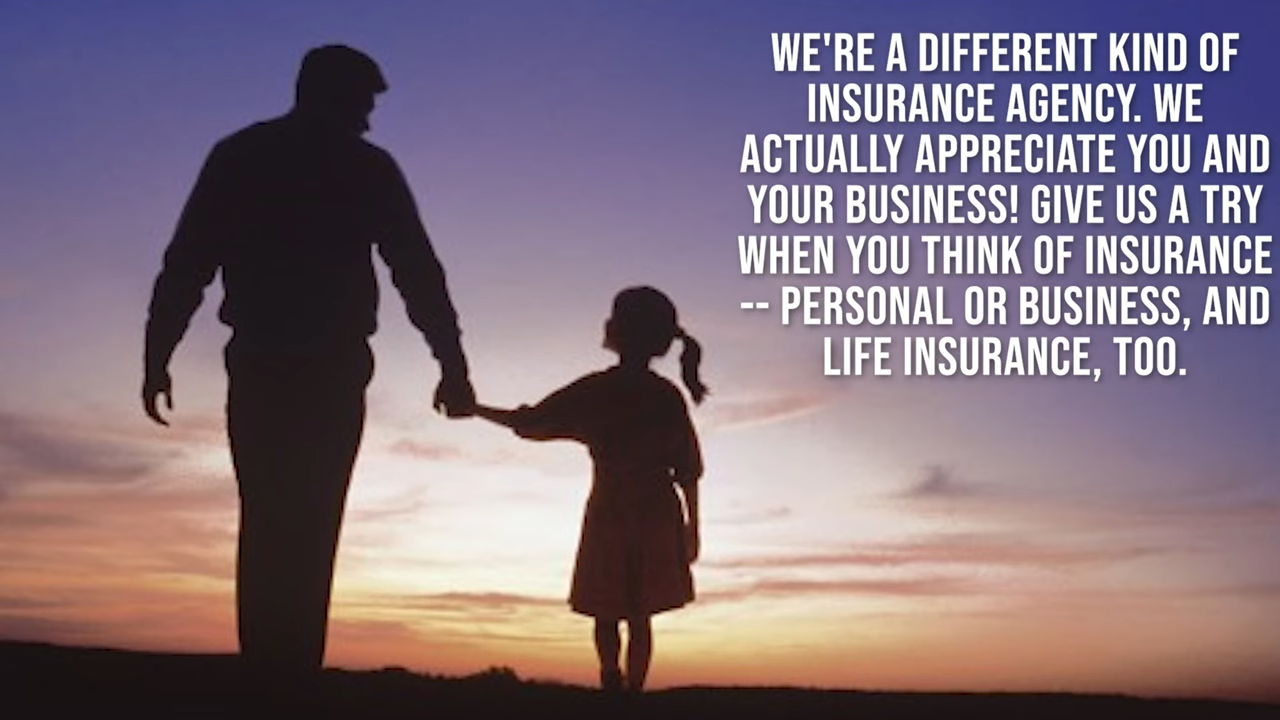 WE'RE A DIFFERENT KIND OF
INSURANCE AGENCY. WE
ACTUALLY APPRECIATE YOU AND
YOUR BUSINESS! GIVE US A TRY
WHEN YOU THINK OF INSURANCE
-- PERSONAL OR BUSINESS, AND
LIFE INSURANCE, TOO.